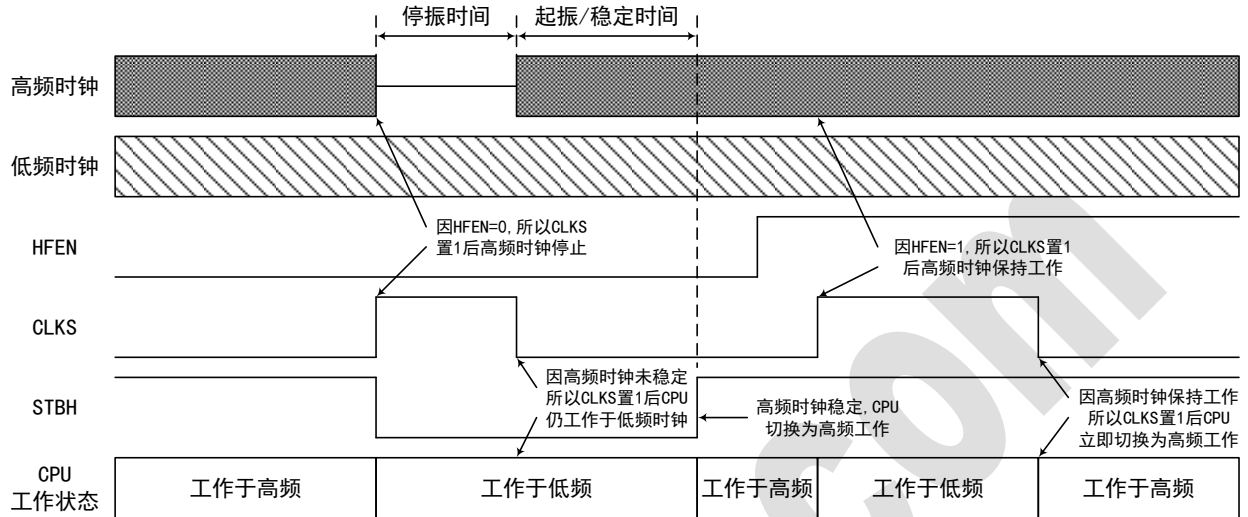 停振时间
起振/稳定时间
高频时钟
低频时钟
HFEN
因HFEN=0,所以CLKS
置1后高频时钟停止
因HFEN=1,所以CLKS置1
后高频时钟保持工作
CLKS
STBH
因高频时钟未稳定
所以CLKS置1后CPU
仍工作于低频时钟
高频时钟稳定,CPU
切换为高频工作
因高频时钟保持工作
所以CLKS置1后CPU
立即切换为高频工作
CPU
工作状态
工作于高频
工作于低频
工作于高频
工作于低频
工作于高频
com